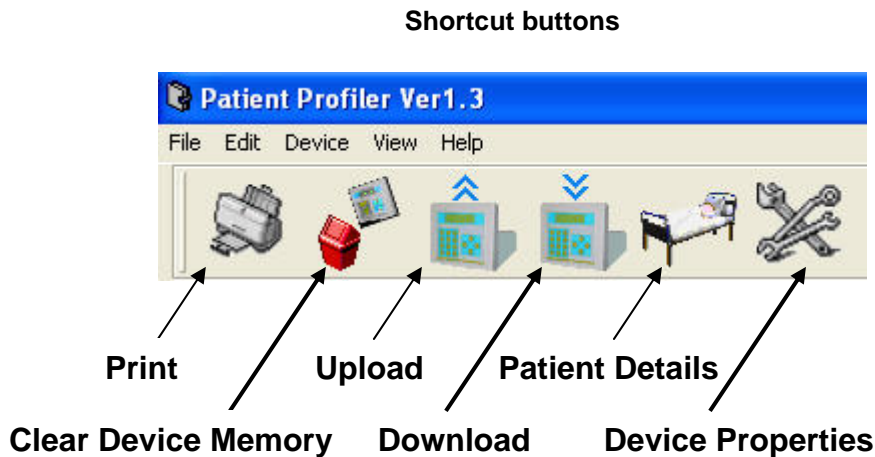 Shortcut buttons
Patient Profiler Ver1.3
File Edit Device View Help
Print Upload Patient Details
Clear Device Memory Download Device Properties